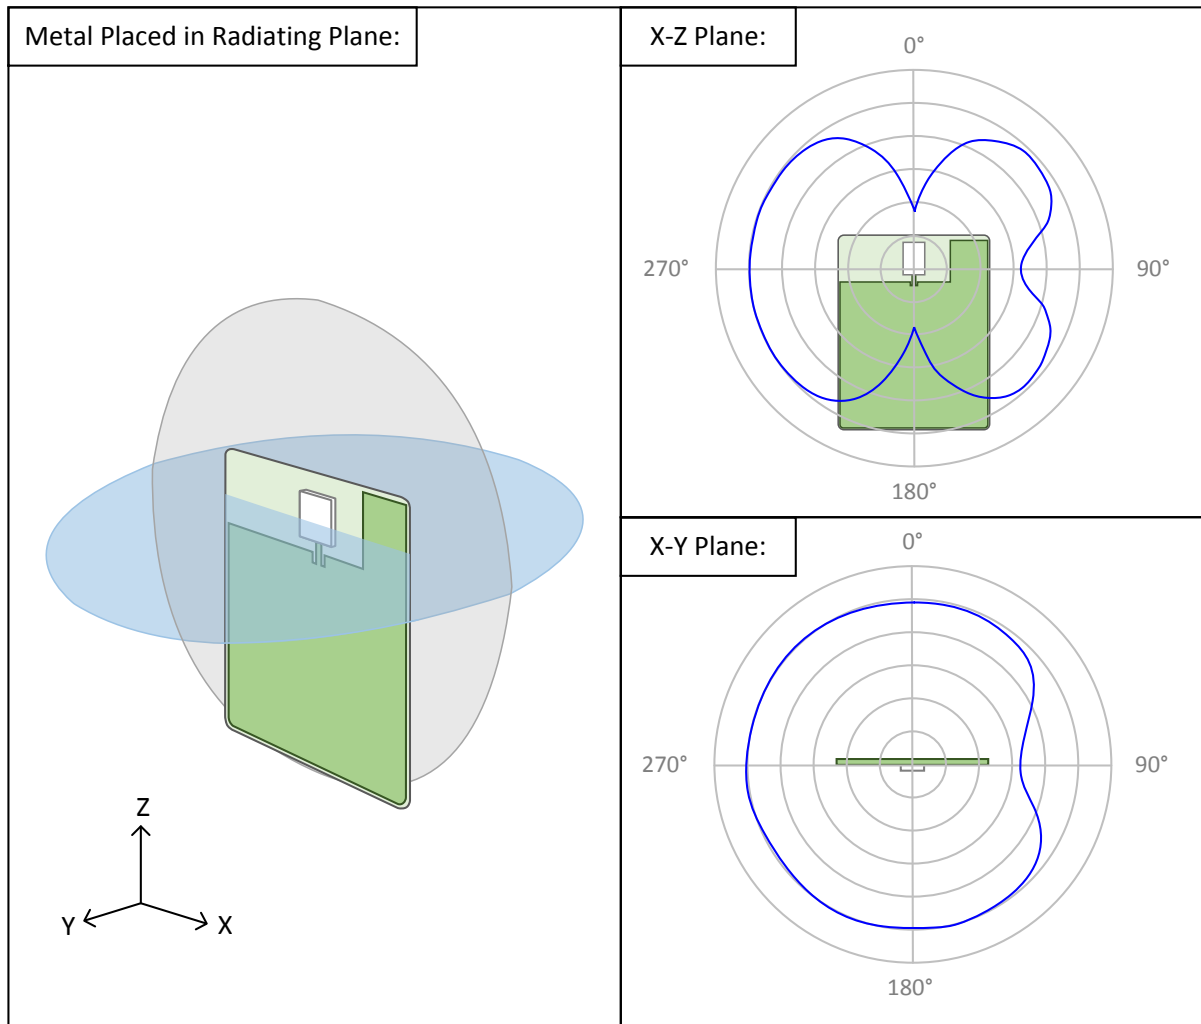 Metal Placed in Radiating Plane:
Z
Y
X
X-Z Plane:
0°
270°
90°
180°
X-Y Plane:
0°
270°
90°
180°